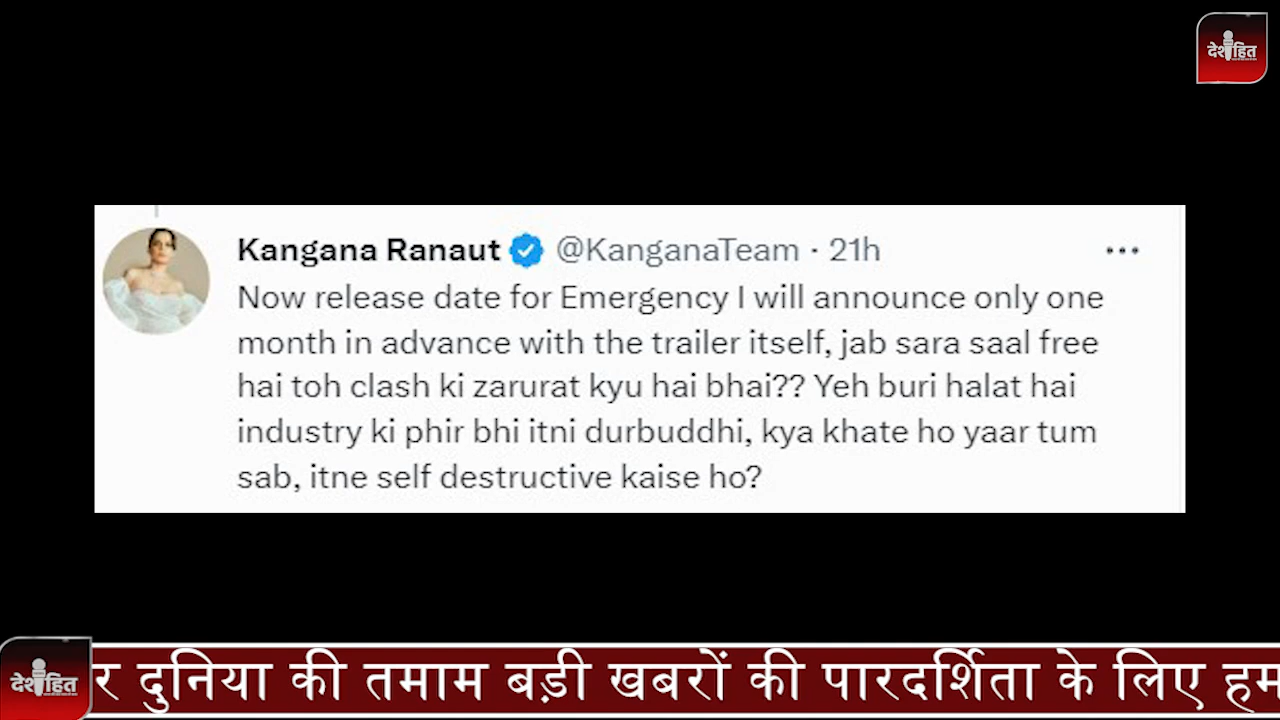 देशहित
Kangana Ranaut @KanganaTeam · 21h
Now release date for Emergency I will announce only one
month in advance with the trailer itself, jab sara saal free
hai toh clash ki zarurat kyu hai bhai?? Yeh buri halat hai
industry ki phir bhi itni durbuddhi, kya khate ho yaar tum
sab, itne self destructive kaise ho?
देशहित
र दुनिया की तमाम बड़ी खबरों की पारदर्शिता के लिए हम